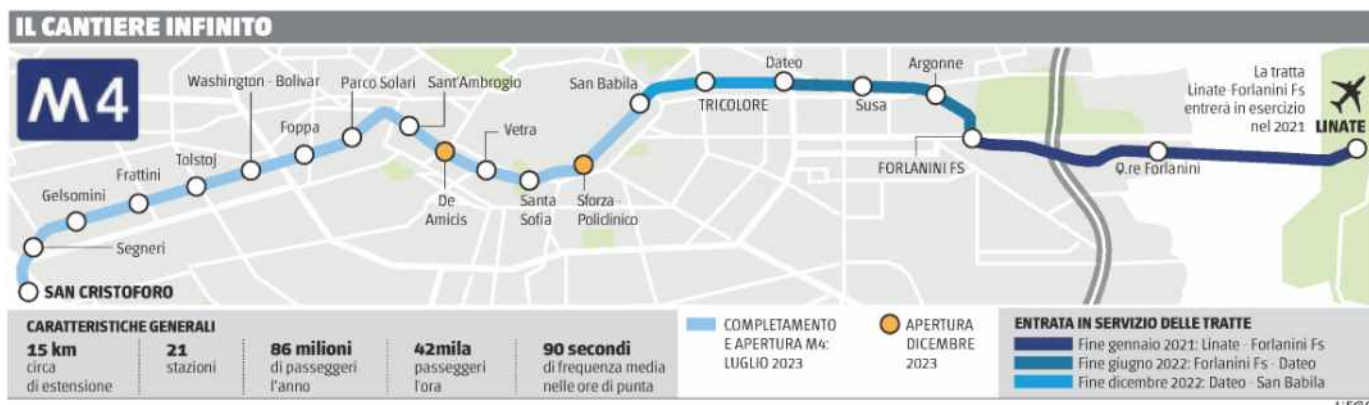 IL CANTIERE INFINITO
M4
Washington - Bolivar
Parco Solari
Sant'Ambrogio
San Babila
Dateo
Argonne
La tratta
Linate-Forlanini Fs
entrerà in esercizio
nel 2021
LINATE
Foppa
Vetra
TRICOLORE
Susa
Tolstoj
Frattini
Gelsomini
FORLANINI FS
Q.re Forlanini
De
Amicis
Santa
Sofia
Sforza -
Policlinico
Segneri
SAN CRISTOFORO
CARATTERISTICHE GENERALI
15 km
circa
di estensione
21
stazioni
86 milioni
di passeggeri
l'anno
42mila
passeggeri
l'ora
90 secondi
di frequenza media
nelle ore di punta
COMPLETAMENTO
E APERTURA M4:
LUGLIO 2023
APERTURA
DICEMBRE
2023
ENTRATA IN SERVIZIO DELLE TRATTE
Fine gennaio 2021: Linate - Forlanini Fs
Fine giugno 2022: Forlanini Fs - Dateo
Fine dicembre 2022: Dateo - San Babila